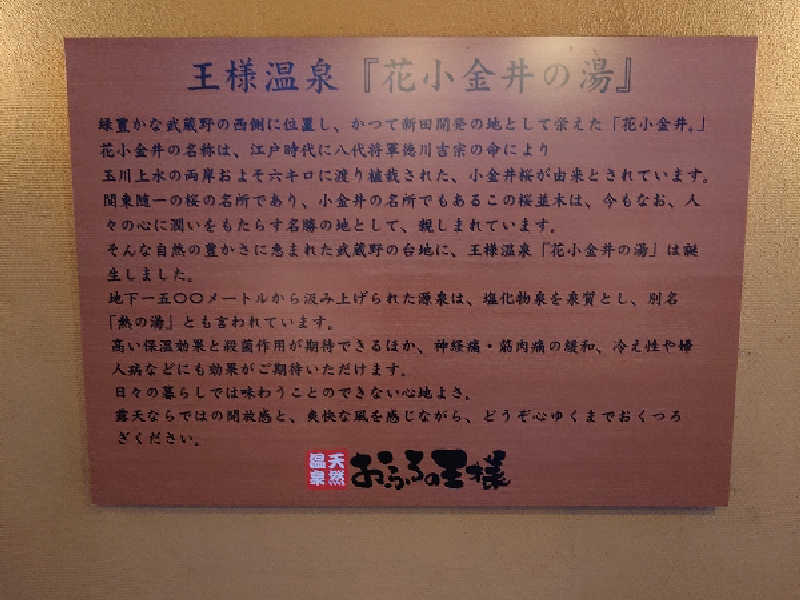 王様温泉『花小金井の湯』
緑豊かな武蔵野の西側に位置し、かつて新田開発の地として栄えた「花小金井。」
花小金井の名称は、江戸時代に八代将軍徳川吉宗の命により
玉川上水の両岸およそ六キロに渡り植栽された、小金井桜が由来とされています。
関東随一の桜の名所であり、小金井の名所でもあるこの桜並木は、今もなお、人
々の心に潤いをもたらす名勝の地として、親しまれています。
そんな自然の豊かさに恵まれた武蔵野の台地に、王様温泉「花小金井の湯」は誕
生しました。
地下一五〇〇メートルから汲み上げられた源泉は、塩化物泉を泉質とし、別名
「熱の湯」とも言われています。
高い保温効果と殺菌作用が期待できるほか、神経痛・筋肉痛の緩和、冷え性や婦
人病などにも効果がご期待いただけます。
日々の暮らしでは味わうことのできない心地よさ。
露天ならではの開放感と、爽快な風を感じながら、どうぞ心ゆくまでおくつろ
ぎください。
天然温泉 おふろの王様